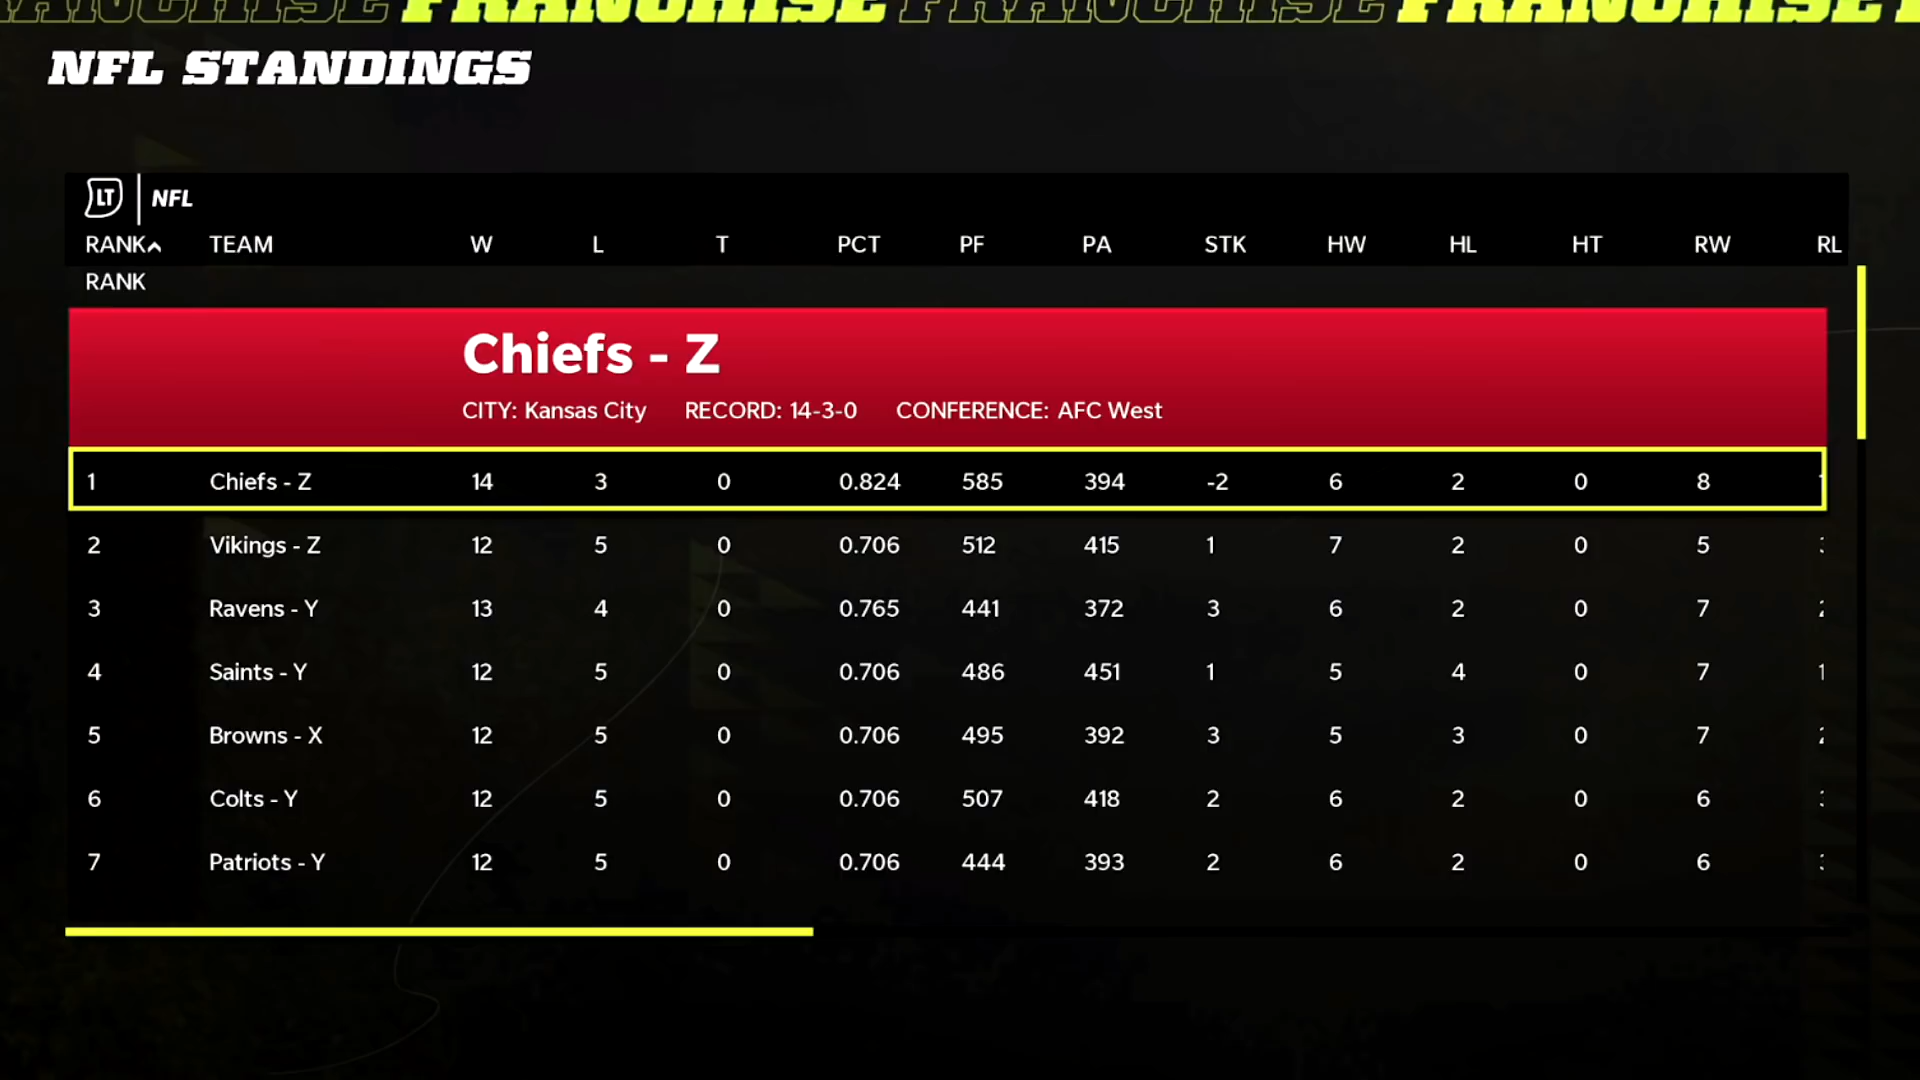 FRANCHISE FRANCHISE FRANCHISE FRANCHISE
NFL STANDINGS
LT NFL
RANK TEAM W L T PCT PF PA STK HW HL HT RW RL
RANK
Chiefs - Z
CITY: Kansas City RECORD: 14-3-0 CONFERENCE: AFC West
1 Chiefs - Z 14 3 0 0.824 585 394 -2 6 2 0 8
2 Vikings - Z 12 5 0 0.706 512 415 1 7 2 0 5
3 Ravens - Y 13 4 0 0.765 441 372 3 6 2 0 7
4 Saints - Y 12 5 0 0.706 486 451 1 5 4 0 7
5 Browns - X 12 5 0 0.706 495 392 3 5 3 0 7
6 Colts - Y 12 5 0 0.706 507 418 2 6 2 0 6
7 Patriots - Y 12 5 0 0.706 444 393 2 6 2 0 6